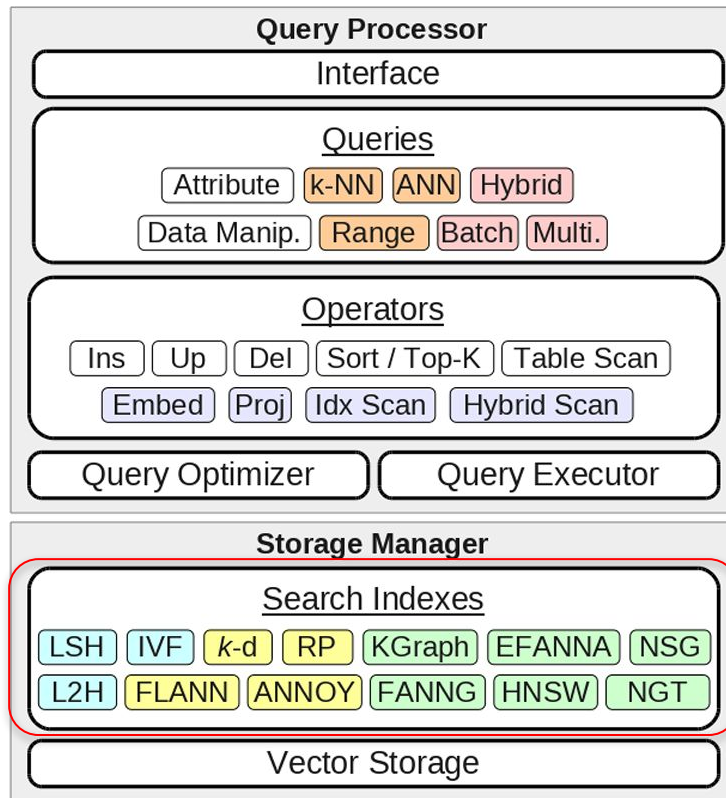 Query Processor
Interface
Queries
Attribute k-NN ANN Hybrid
Data Manip. Range Batch Multi.
Operators
Ins Up Del Sort / Top-K Table Scan
Embed Proj Idx Scan Hybrid Scan
Query Optimizer Query Executor
Storage Manager
Search Indexes
LSH IVF k-d RP KGraph EFANNA NSG
L2H FLANN ANNOY FANNG HNSW NGT
Vector Storage